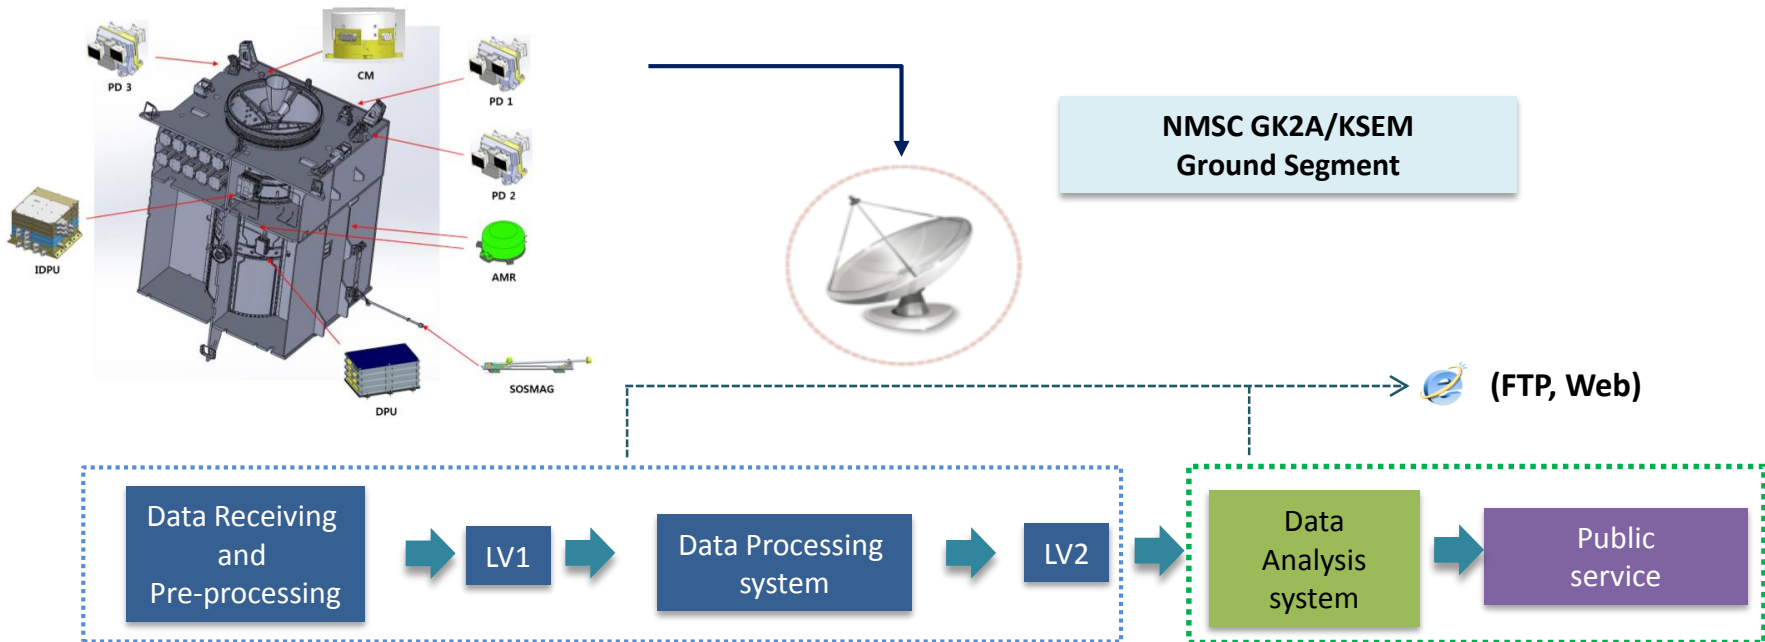 CM
PD 3
PD 1
NMSC GK2A/KSEM
Ground Segment
PD 2
IDPU
AMR
SOSMAG
DPU
(FTP, Web)
Data Receiving
and
Pre-processing
LV1
Data Processing
system
LV2
Data
Analysis
system
Public
service